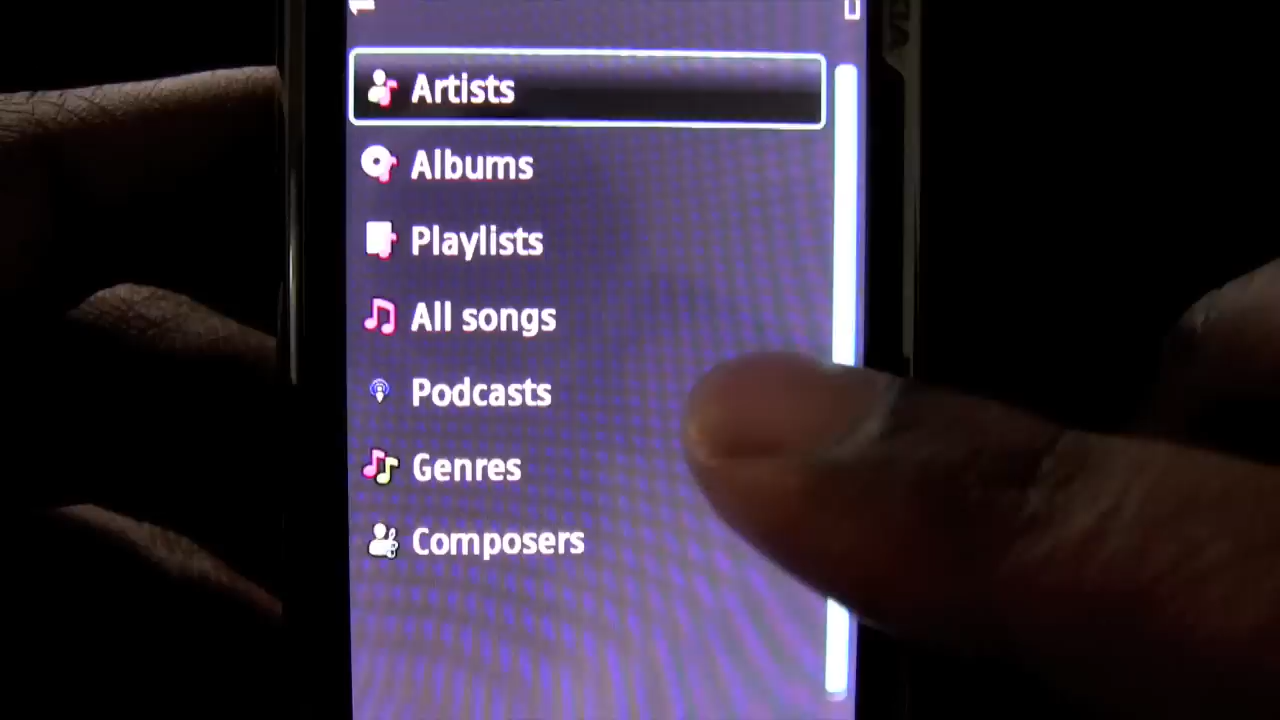 Artists
Albums
Playlists
All songs
Podcasts
Genres
Composers